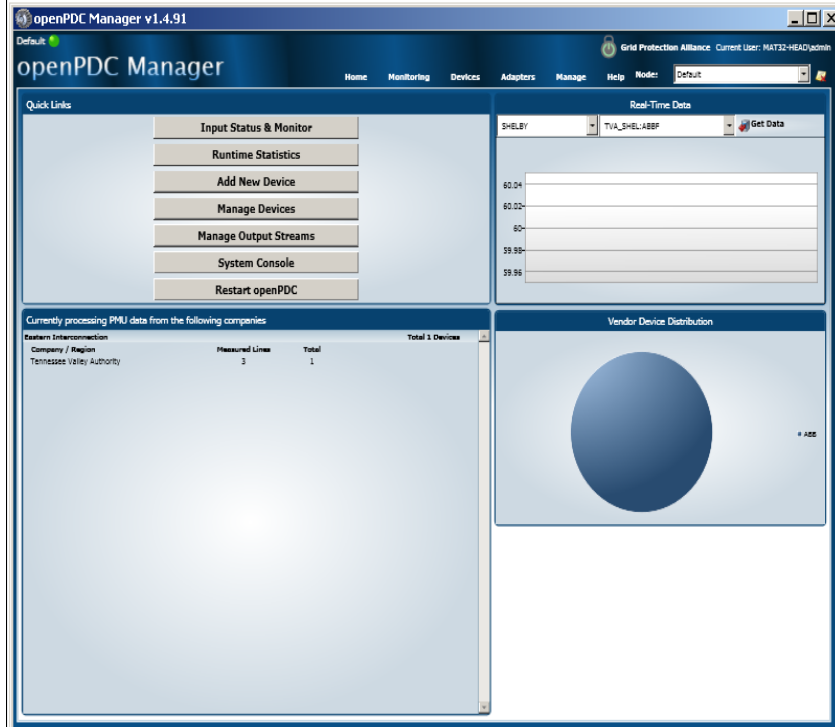 openPDC Manager v1.4.91
Default
Grid Protection Alliance Current User: MAT32-HEAD\admin
openPDC Manager
Home Monitoring Devices Adapters Manage Help Node: Default
Quick Links
Input Status & Monitor
Runtime Statistics
Add New Device
Manage Devices
Manage Output Streams
System Console
Restart openPDC
Real-Time Data
SHELBY TVA_SHEL:ABBF Get Data
60.04
60.02
60
59.98
59.96
Currently processing PMU data from the following companies
Eastern Interconnection Total 1 Devices
Company / Region Measured Lines Total
Tennessee Valley Authority 3 1
Vendor Device Distribution
ABB